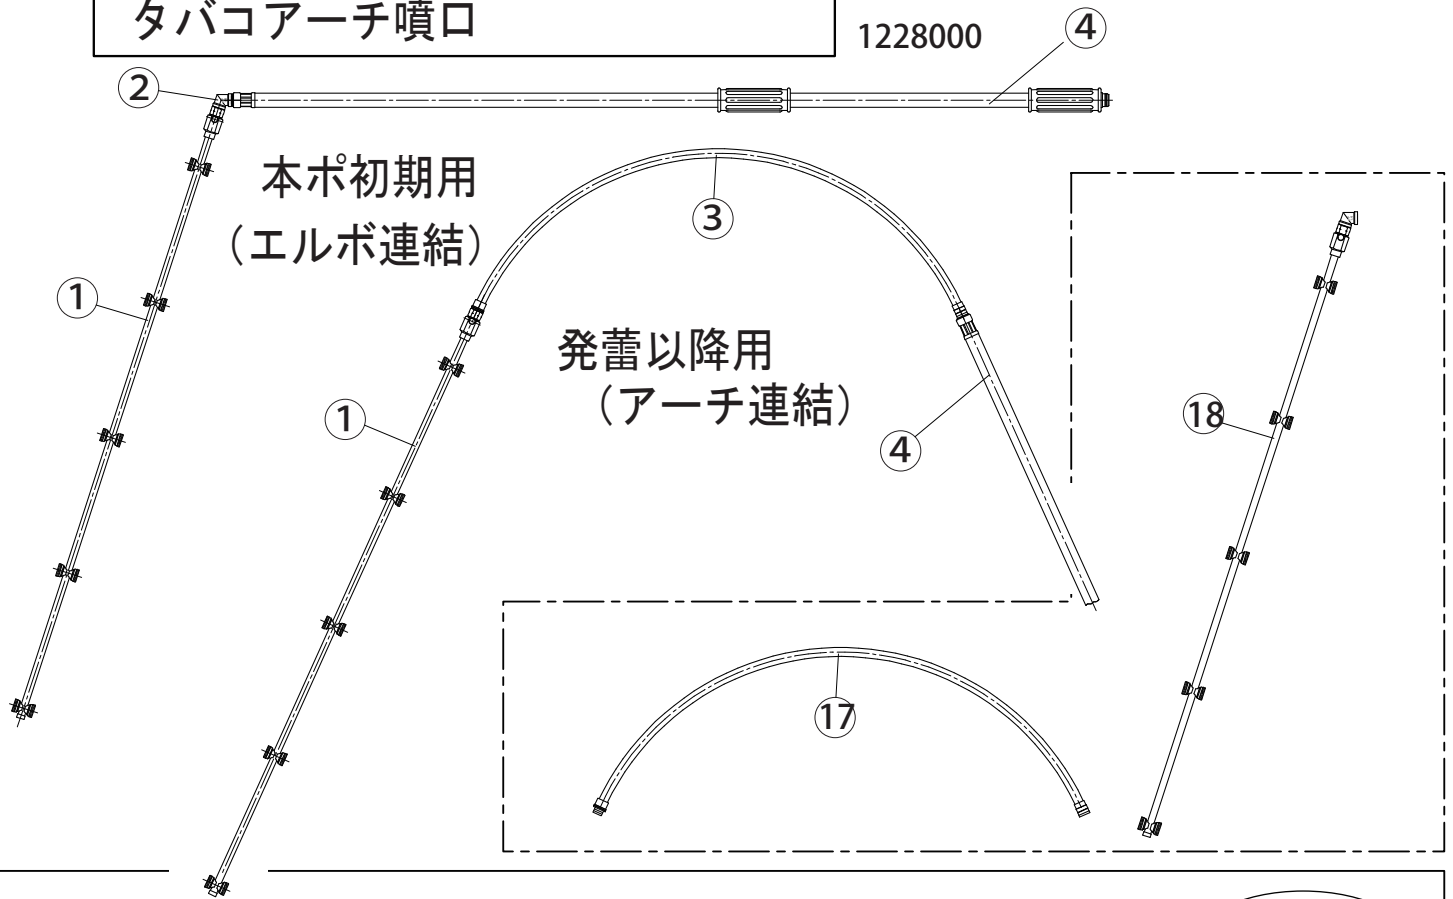 タバコアーチ噴口
1228000
④
②
本ポ初期用
（エルボ連結）
③
①
発蕾以降用
（アーチ連結）
①
④
⑱
⑰